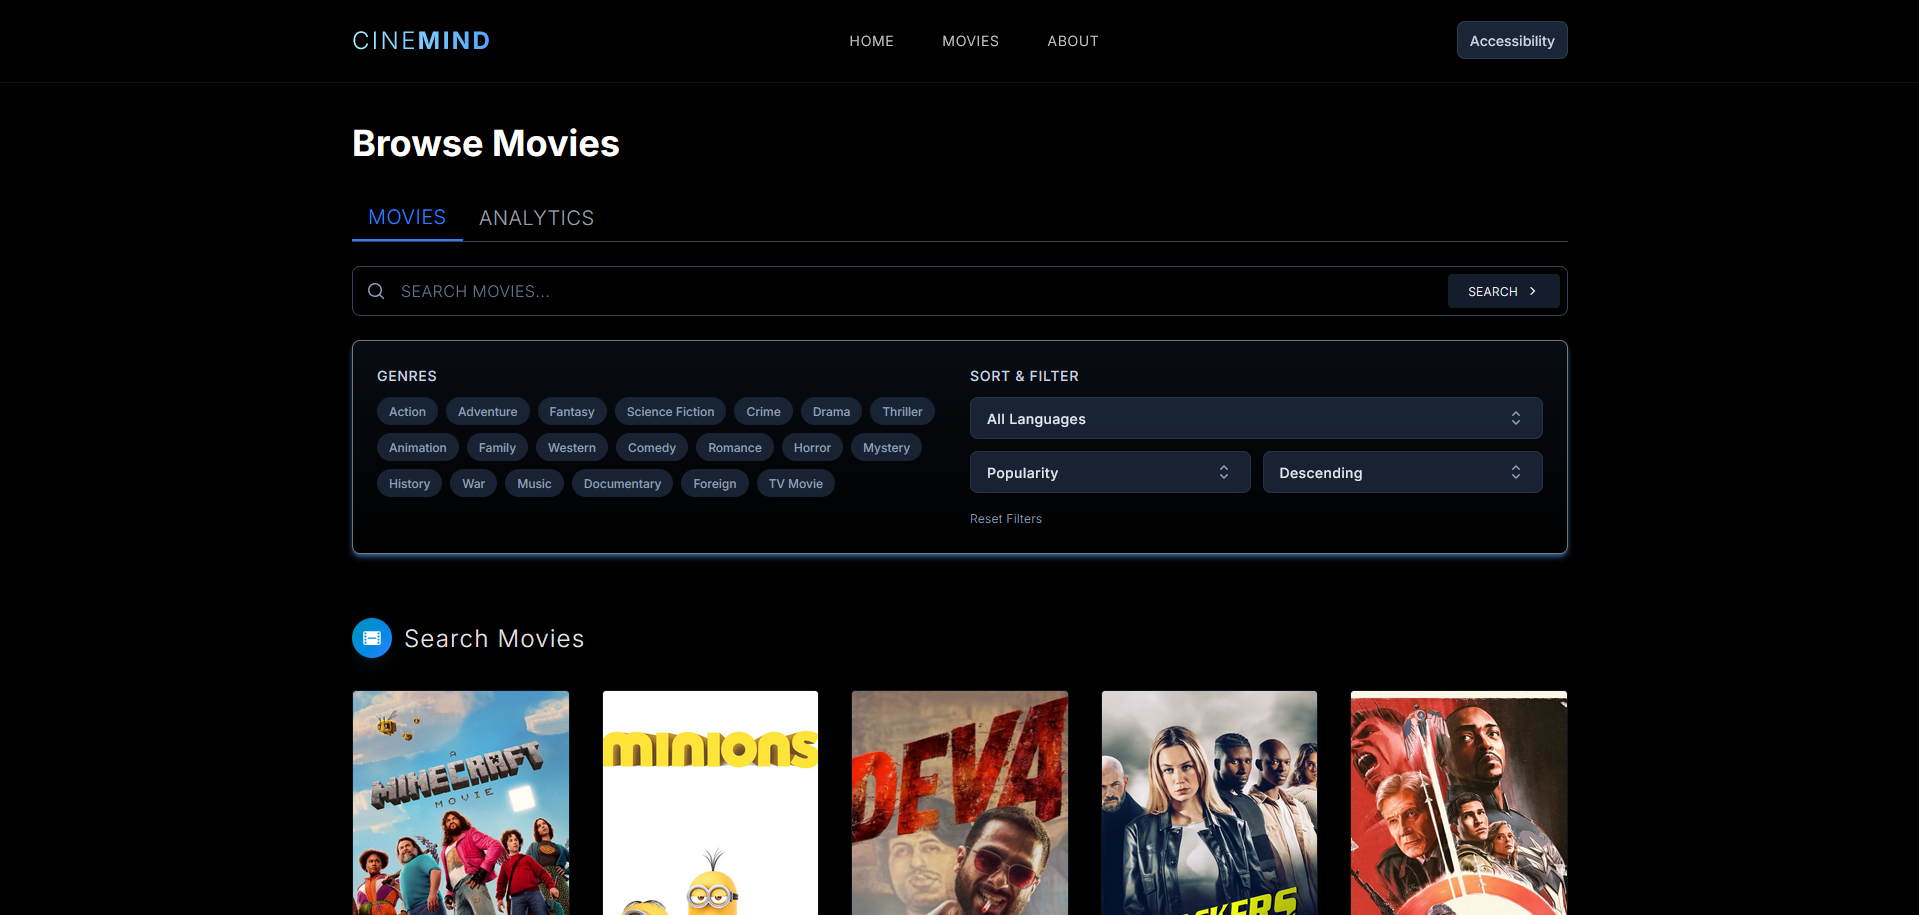 CINEMIND
HOME MOVIES ABOUT
Accessibility
Browse Movies
MOVIES ANALYTICS
SEARCH MOVIES...
SEARCH
GENRES
Action Adventure Fantasy Science Fiction Crime Drama Thriller
Animation Family Western Comedy Romance Horror Mystery
History War Music Documentary Foreign TV Movie
SORT & FILTER
All Languages
Popularity Descending
Reset Filters
Search Movies
A
MINECRAFT
MOVIE
minions
DEVA